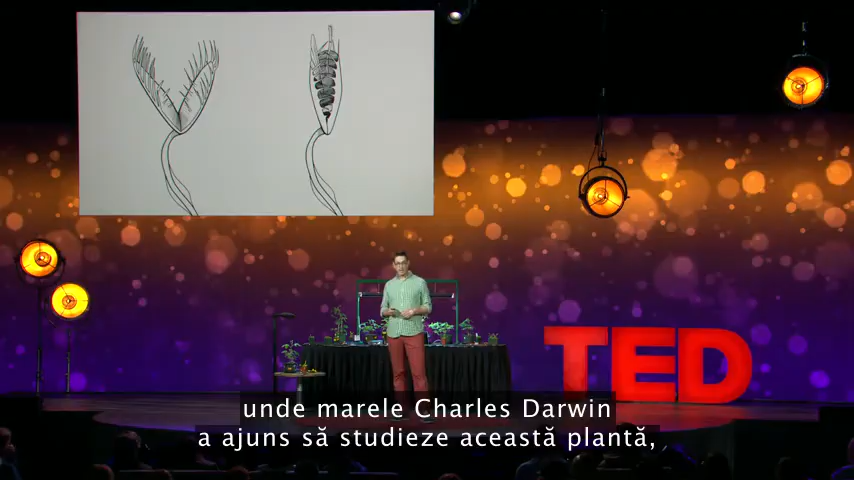 TED
unde marele Charles Darwin
a ajuns să studieze această plantă,